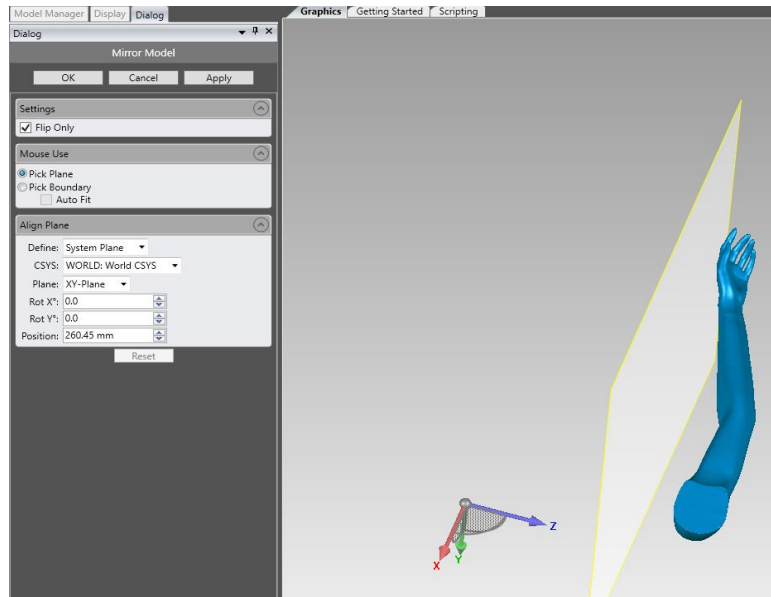 Model Manager Display Dialog
Graphics Getting Started Scripting
Dialog
Mirror Model
OK Cancel Apply
Settings
Flip Only
Mouse Use
Pick Plane
Pick Boundary
Auto Fit
Align Plane
Define: System Plane
CSYS: WORLD: World CSYS
Plane: XY-Plane
Rot X°: 0.0
Rot Y°: 0.0
Position: 260.45 mm
Reset
Z
X
Y